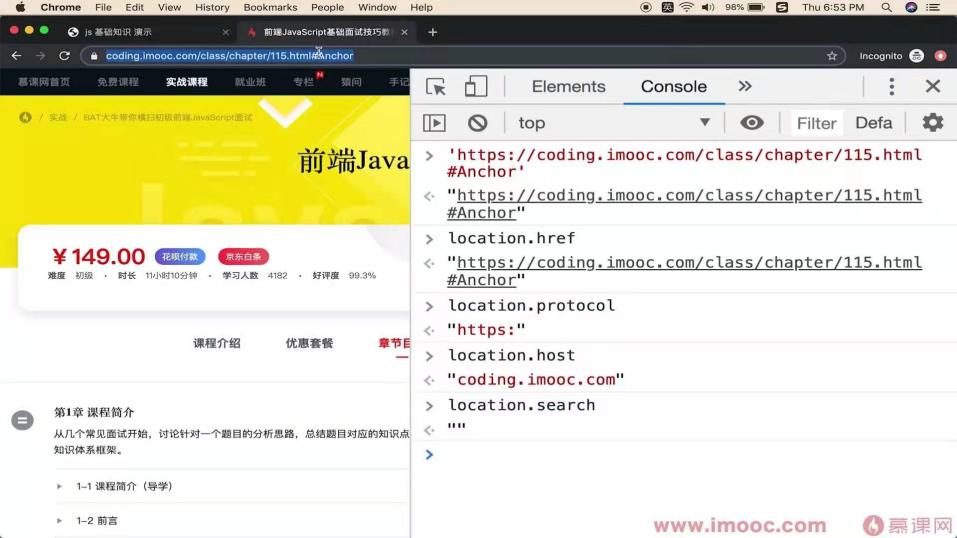 Chrome File Edit View History Bookmarks People Window Help 英 98% Thu 6:53 PM
js 基础知识 演示
前端JavaScript基础面试技巧教
coding.imooc.com/class/chapter/115.html#Anchor
Incognito
慕课网首页 免费课程 实战课程 就业班 专栏 N 猿问 手记
实战 / BAT大牛带你横扫初级前端JavaScript面试
前端Java
¥149.00 花呗付款 京东白条
难度 初级 · 时长 11小时10分钟 · 学习人数 4182 · 好评度 99.3%
课程介绍 优惠套餐 章节目
第1章 课程简介
从几个常见面试开始,讨论针对一个题目的分析思路,总结题目对应的知识点
知识体系框架。
1-1 课程简介(导学)
1-2 前言
Elements Console
top Filter Defa
'https://coding.imooc.com/class/chapter/115.html
#Anchor'
"https://coding.imooc.com/class/chapter/115.html
#Anchor"
location.href
"https://coding.imooc.com/class/chapter/115.html
#Anchor"
location.protocol
"https:"
location.host
"coding.imooc.com"
location.search
""
www.imooc.com 慕课网